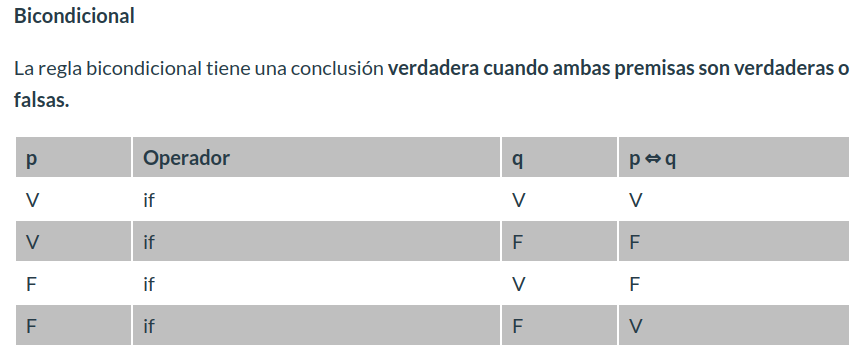 Bicondicional
La regla bicondicional tiene una conclusión verdadera cuando ambas premisas son verdaderas o
falsas.
p Operador q p ⇔ q
V if V V
V if F F
F if V F
F if F V